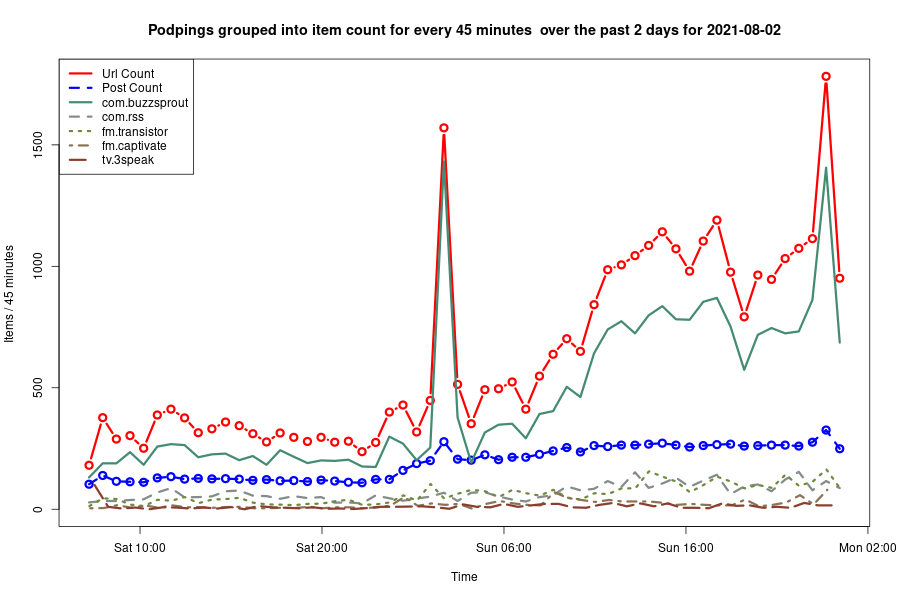 Podpings grouped into item count for every 45 minutes  over the past 2 days for 2021-08-02
Url Count
Post Count
com.buzzsprout
com.rss
fm.transistor
fm.captivate
tv.3speak
1500
1000
500
0
Items / 45 minutes
Sat 10:00
Sat 20:00
Sun 06:00
Sun 16:00
Mon 02:00
Time